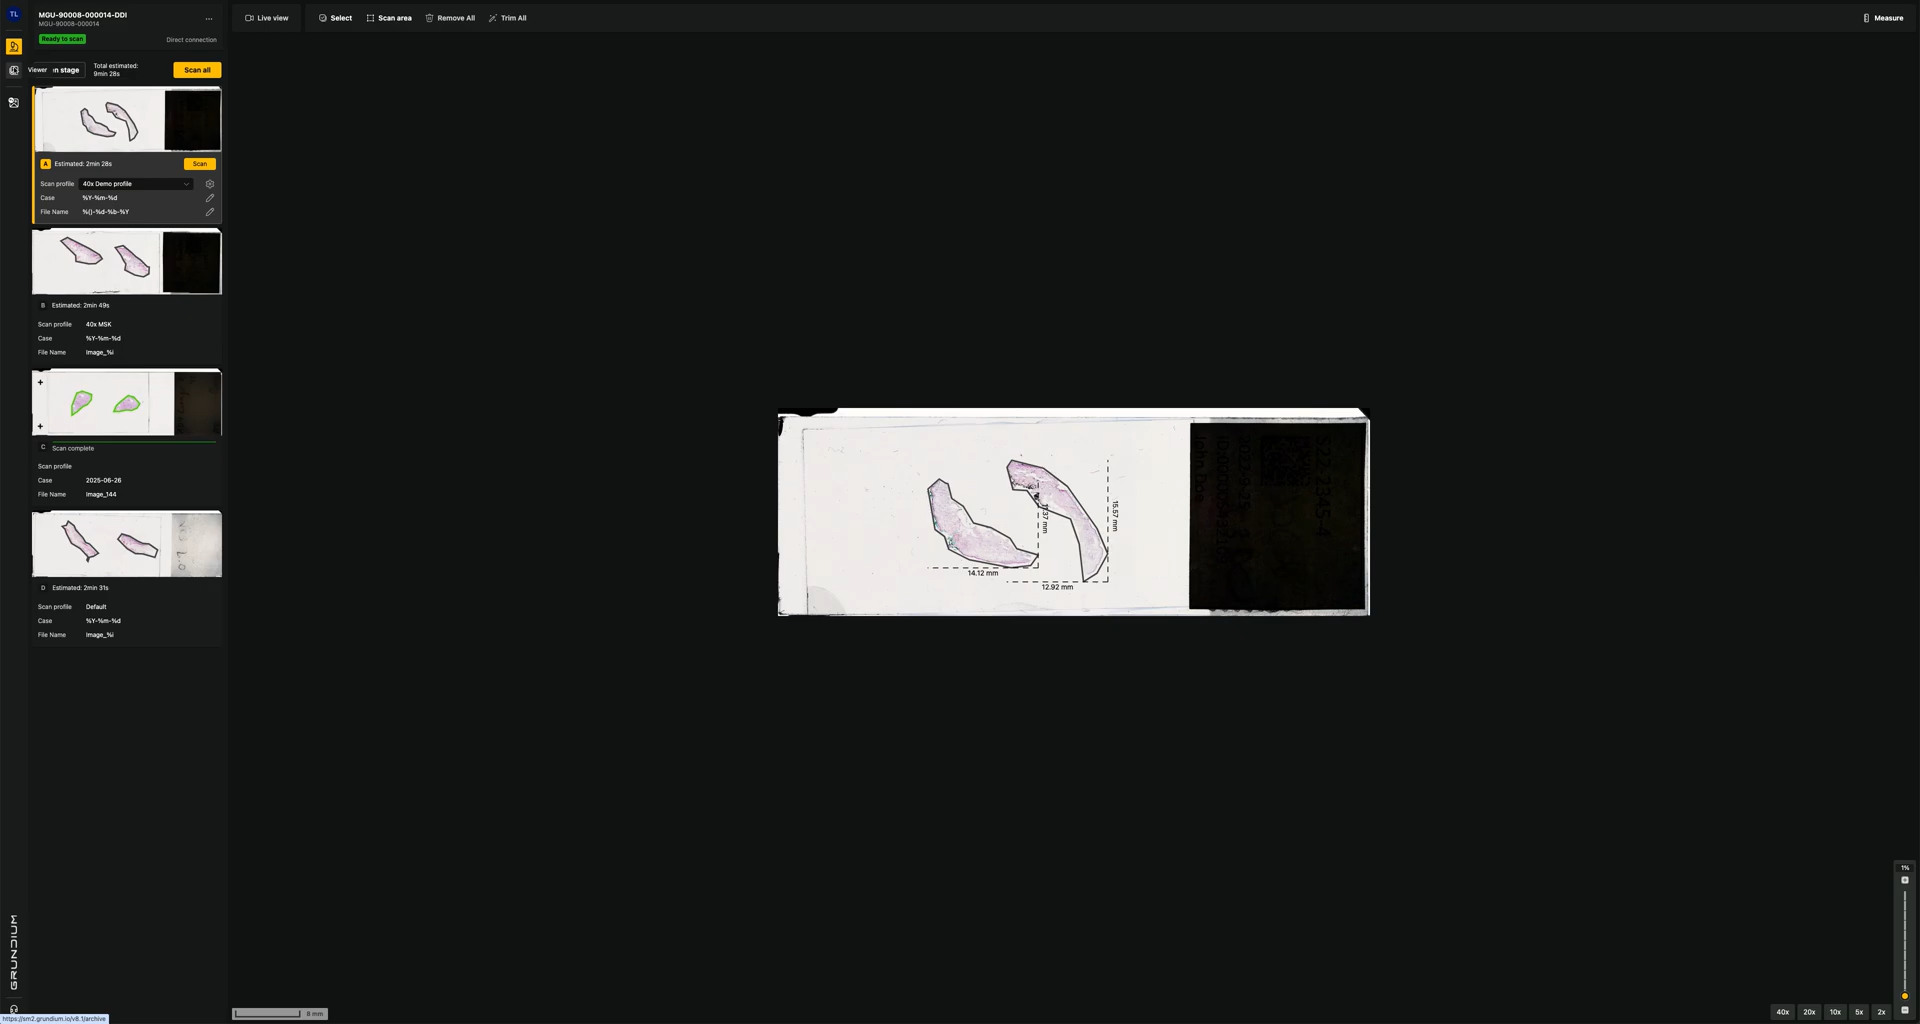 TL
MGU-90008-000014-DDI
MGU-90008-000014
Ready to scan
Direct connection
Live view
Select
Scan area
Remove All
Trim All
Measure
Viewer
n stage
Total estimated:
9min 28s
Scan all
A Estimated: 2min 28s
Scan
Scan profile 40x Demo profile
Case %Y-%m-%d
File Name %{}-%d-%b-%Y
B Estimated: 2min 49s
Scan profile 40x MSK
Case %Y-%m-%d
File Name Image_%i
C Scan complete
Scan profile
Case 2025-06-26
File Name image_144
D Estimated: 2min 31s
Scan profile Default
Case %Y-%m-%d
File Name Image_%i
15.57 mm
14.12 mm
12.92 mm
John Doe
GRUNDIUM
https://sm2.grundium.io/v8.1/archive
8 mm
1%
40x
20x
10x
5x
2x